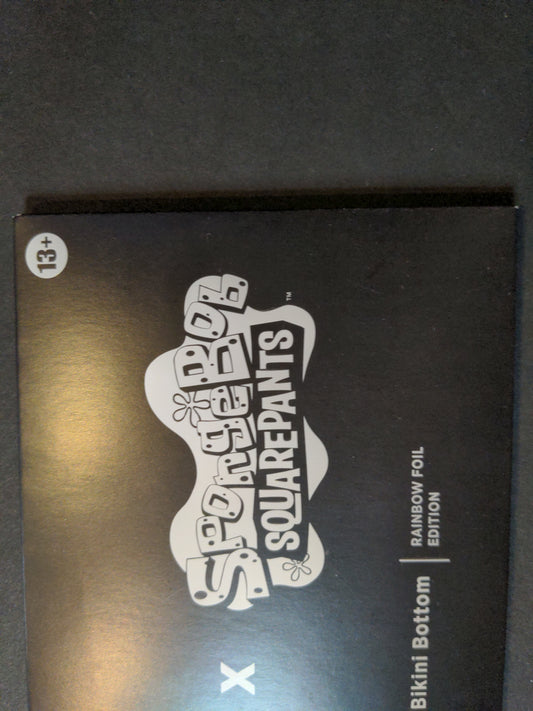 13+
SpongeBob
SQUAREPANTS
™
X
Bikini Bottom
RAINBOW FOIL
EDITION